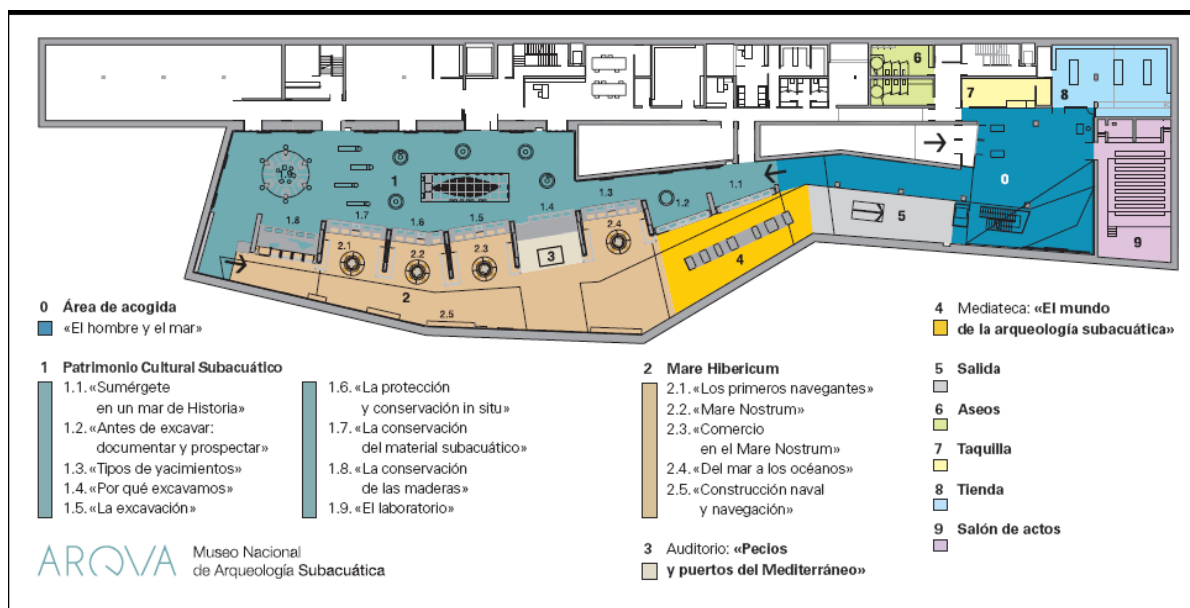 6
7
8
0
9
1.9
1
1.3
1.1
1.4
1.2
1.7
1.5
1.8
1.6
2.4
2.1
2.3
2.2
3
5
4
2
2.5
0 Área de acogida
«El hombre y el mar»
1 Patrimonio Cultural Subacuático
1.1. «Sumérgete
en un mar de Historia»
1.2. «Antes de excavar:
documentar y prospectar»
1.3. «Tipos de yacimientos»
1.4. «Por qué excavamos»
1.5. «La excavación»
1.6. «La protección
y conservación in situ»
1.7. «La conservación
del material subacuático»
1.8. «La conservación
de las maderas»
1.9. «El laboratorio»
2 Mare Hibericum
2.1. «Los primeros navegantes»
2.2. «Mare Nostrum»
2.3. «Comercio
en el Mare Nostrum»
2.4. «Del mar a los océanos»
2.5. «Construcción naval
y navegación»
3 Auditorio: «Pecios
y puertos del Mediterráneo»
4 Mediateca: «El mundo
de la arqueología subacuática»
5 Salida
6 Aseos
7 Taquilla
8 Tienda
9 Salón de actos
ARQVA
Museo Nacional
de Arqueología Subacuática